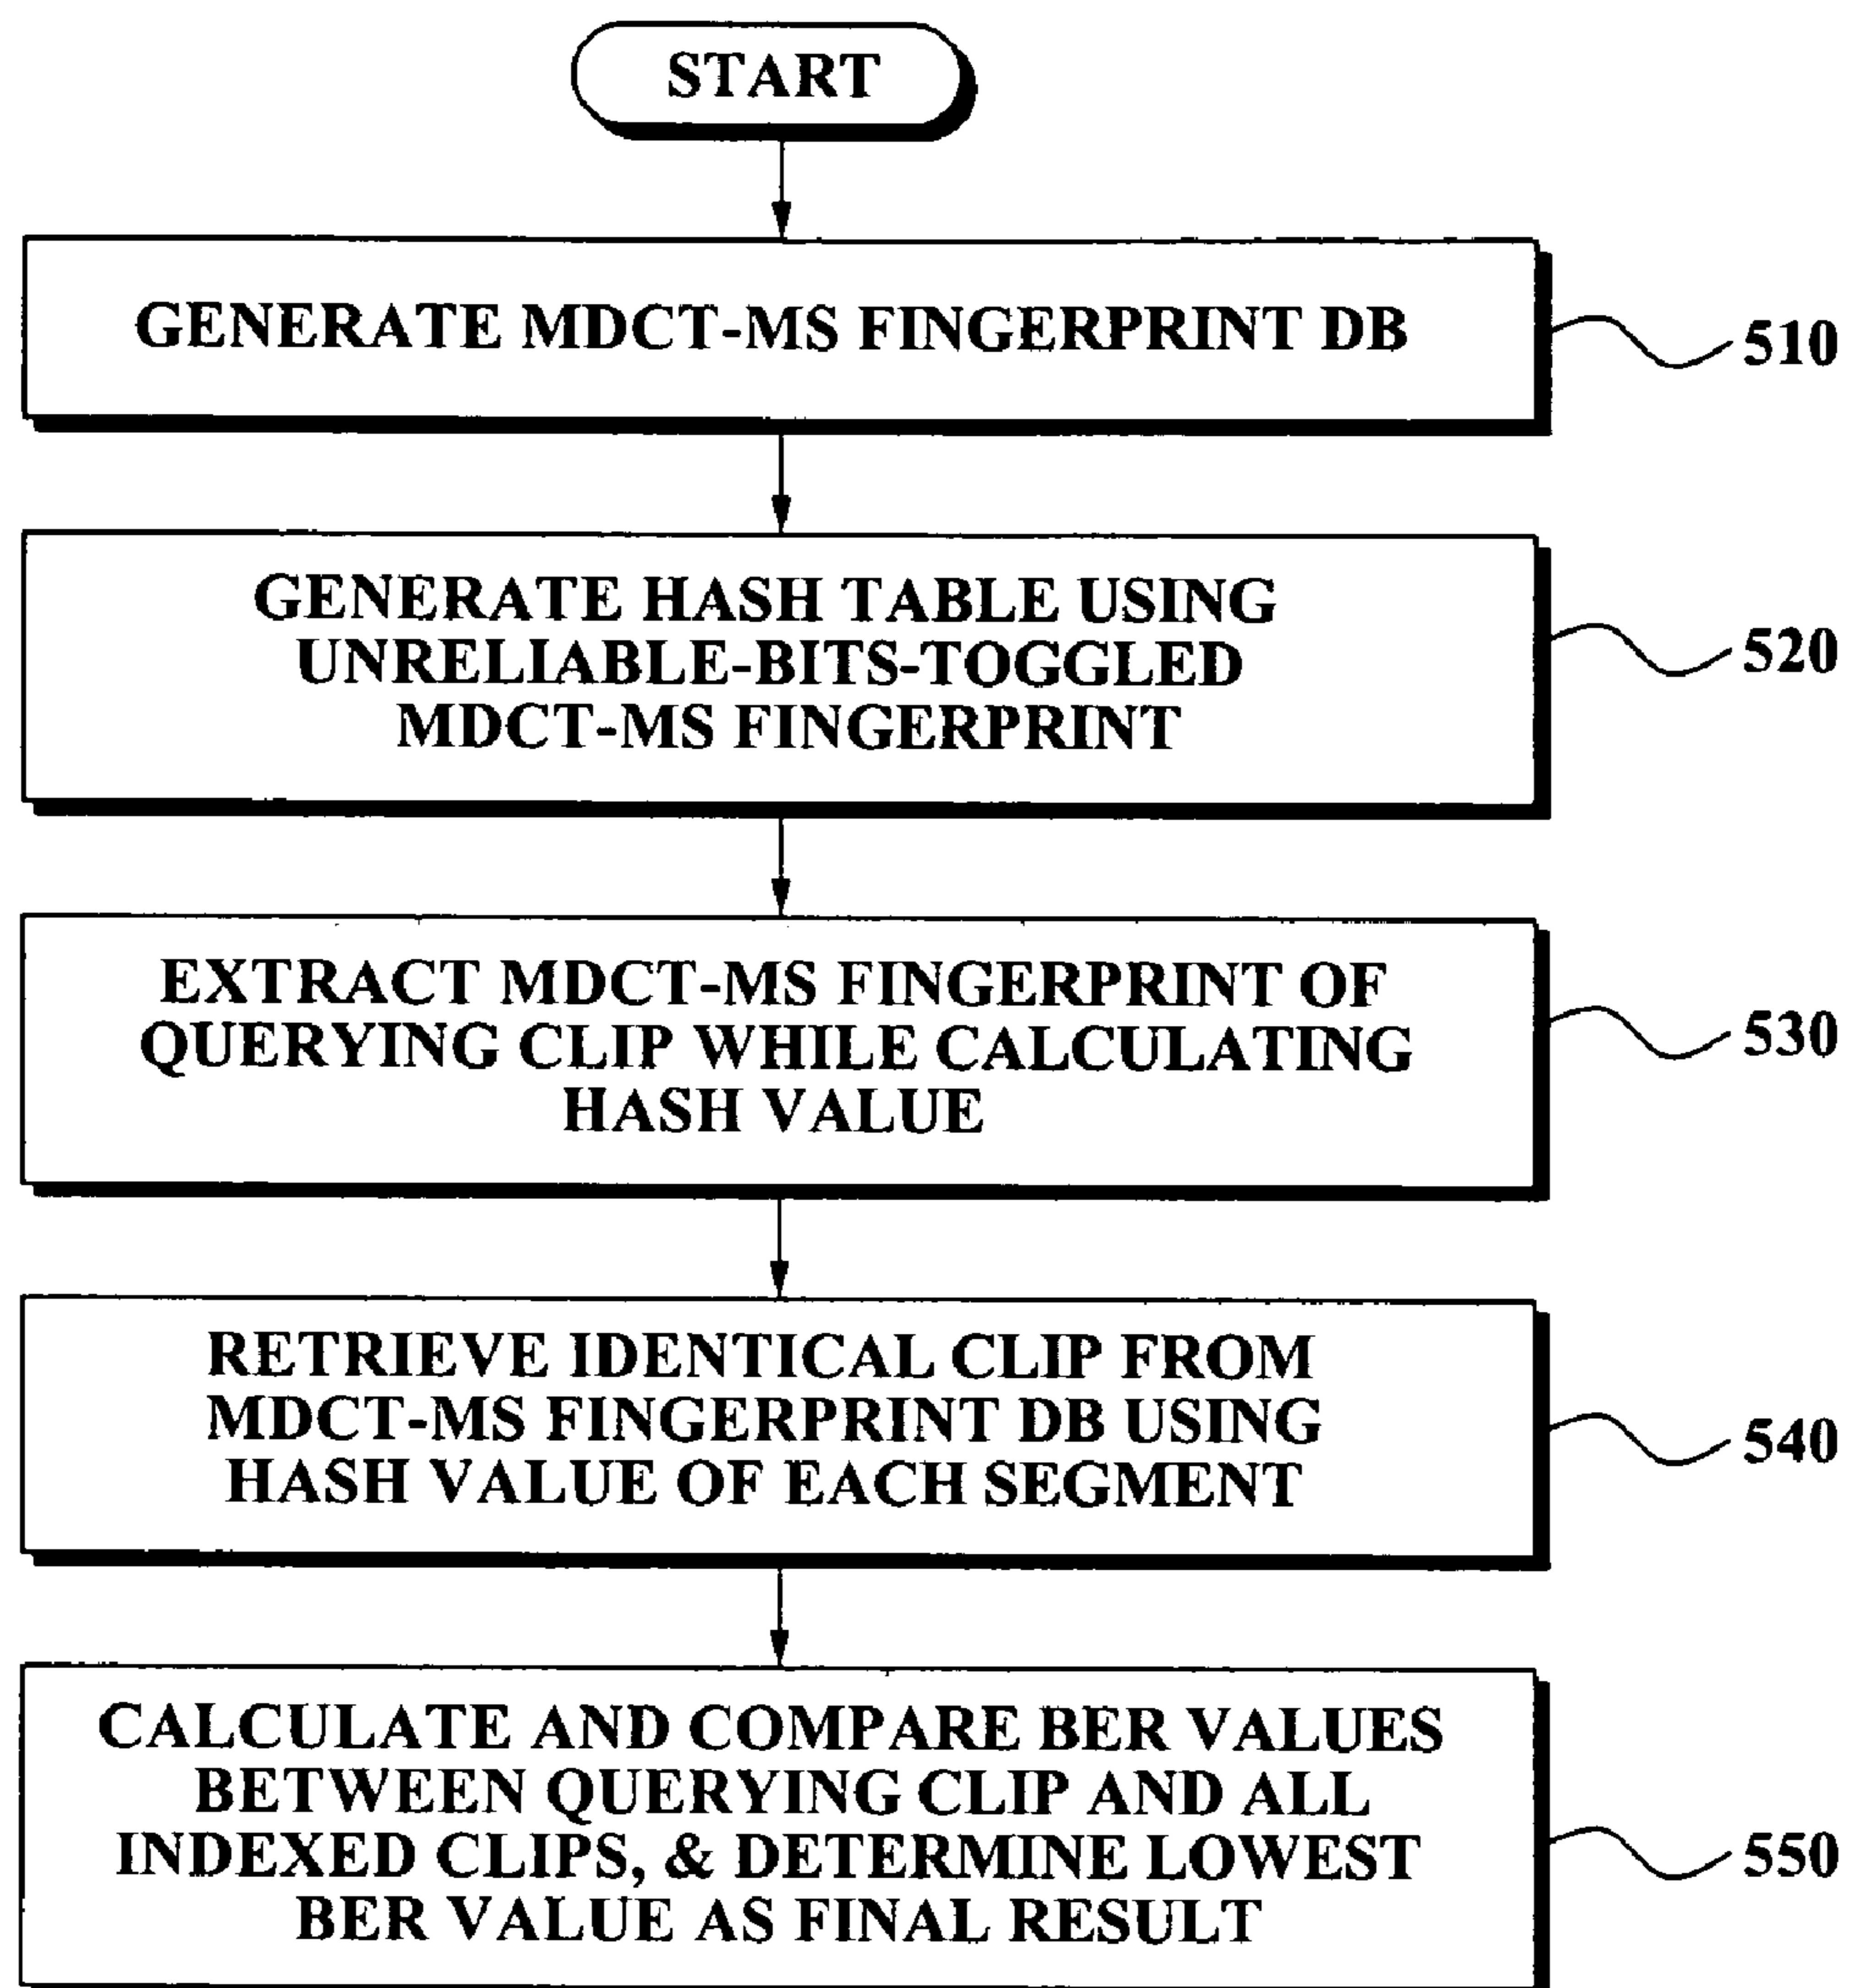 START
GENERATE MDCT-MS FINGERPRINT DB
510
GENERATE HASH TABLE USING
UNRELIABLE-BITS-TOGGLED
MDCT-MS FINGERPRINT
520
EXTRACT MDCT-MS FINGERPRINT OF
QUERYING CLIP WHILE CALCULATING
HASH VALUE
530
RETRIEVE IDENTICAL CLIP FROM
MDCT-MS FINGERPRINT DB USING
HASH VALUE OF EACH SEGMENT
540
CALCULATE AND COMPARE BER VALUES
BETWEEN QUERYING CLIP AND ALL
INDEXED CLIPS, & DETERMINE LOWEST
BER VALUE AS FINAL RESULT
550